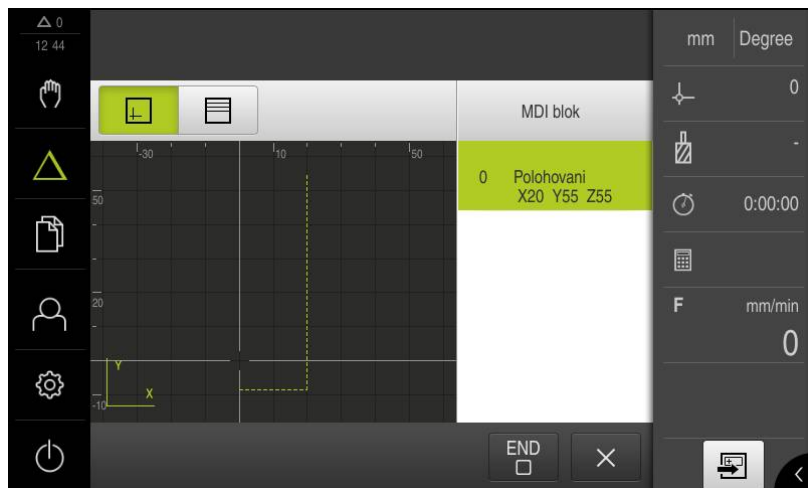 0
12 44
mm Degree
0
MDI blok
-30 10 50
0 Polohovani
X20 Y55 Z55
-
50
0:00:00
20
F mm/min
0
Y
X
-10
END